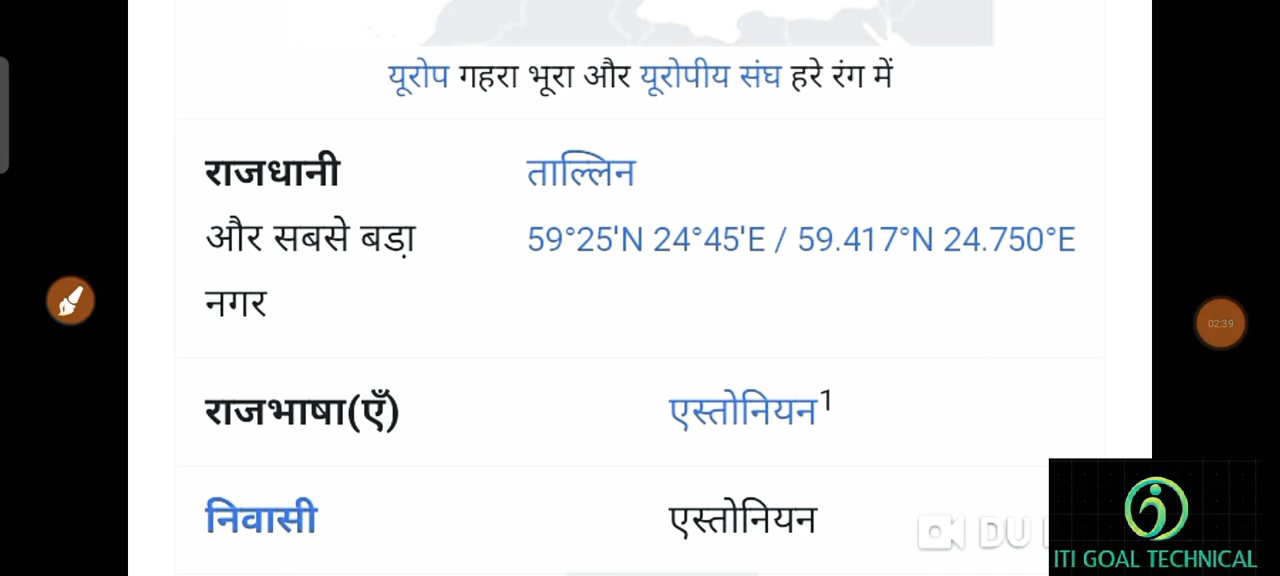 यूरोप गहरा भूरा और यूरोपीय संघ हरे रंग में
राजधानी
और सबसे बड़ा
नगर
ताल्लिन
59°25'N 24°45'E / 59.417°N 24.750°E
राजभाषा(एँ)
एस्तोनियन1
निवासी
एस्तोनियन
02:39
DU
ITI GOAL TECHNICAL